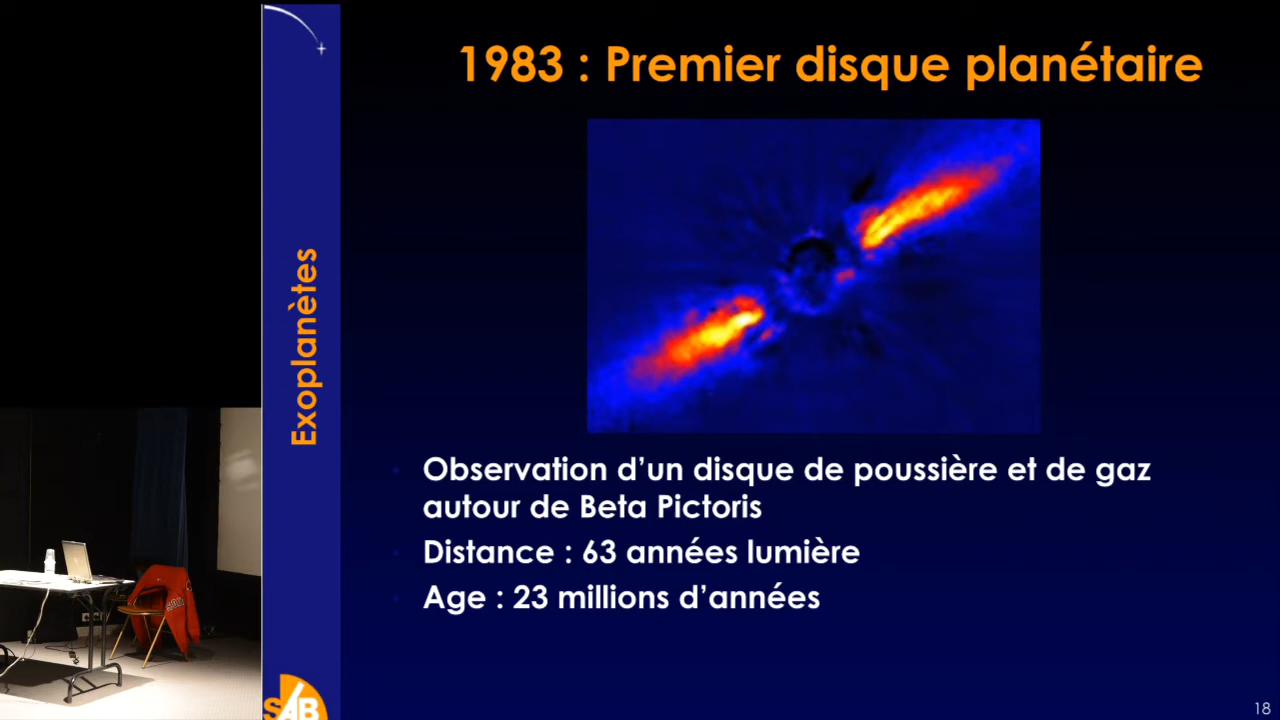 1983 : Premier disque planétaire
Exoplanètes
Observation d’un disque de poussière et de gaz
autour de Beta Pictoris
Distance : 63 années lumière
Age : 23 millions d’années
SAB
18